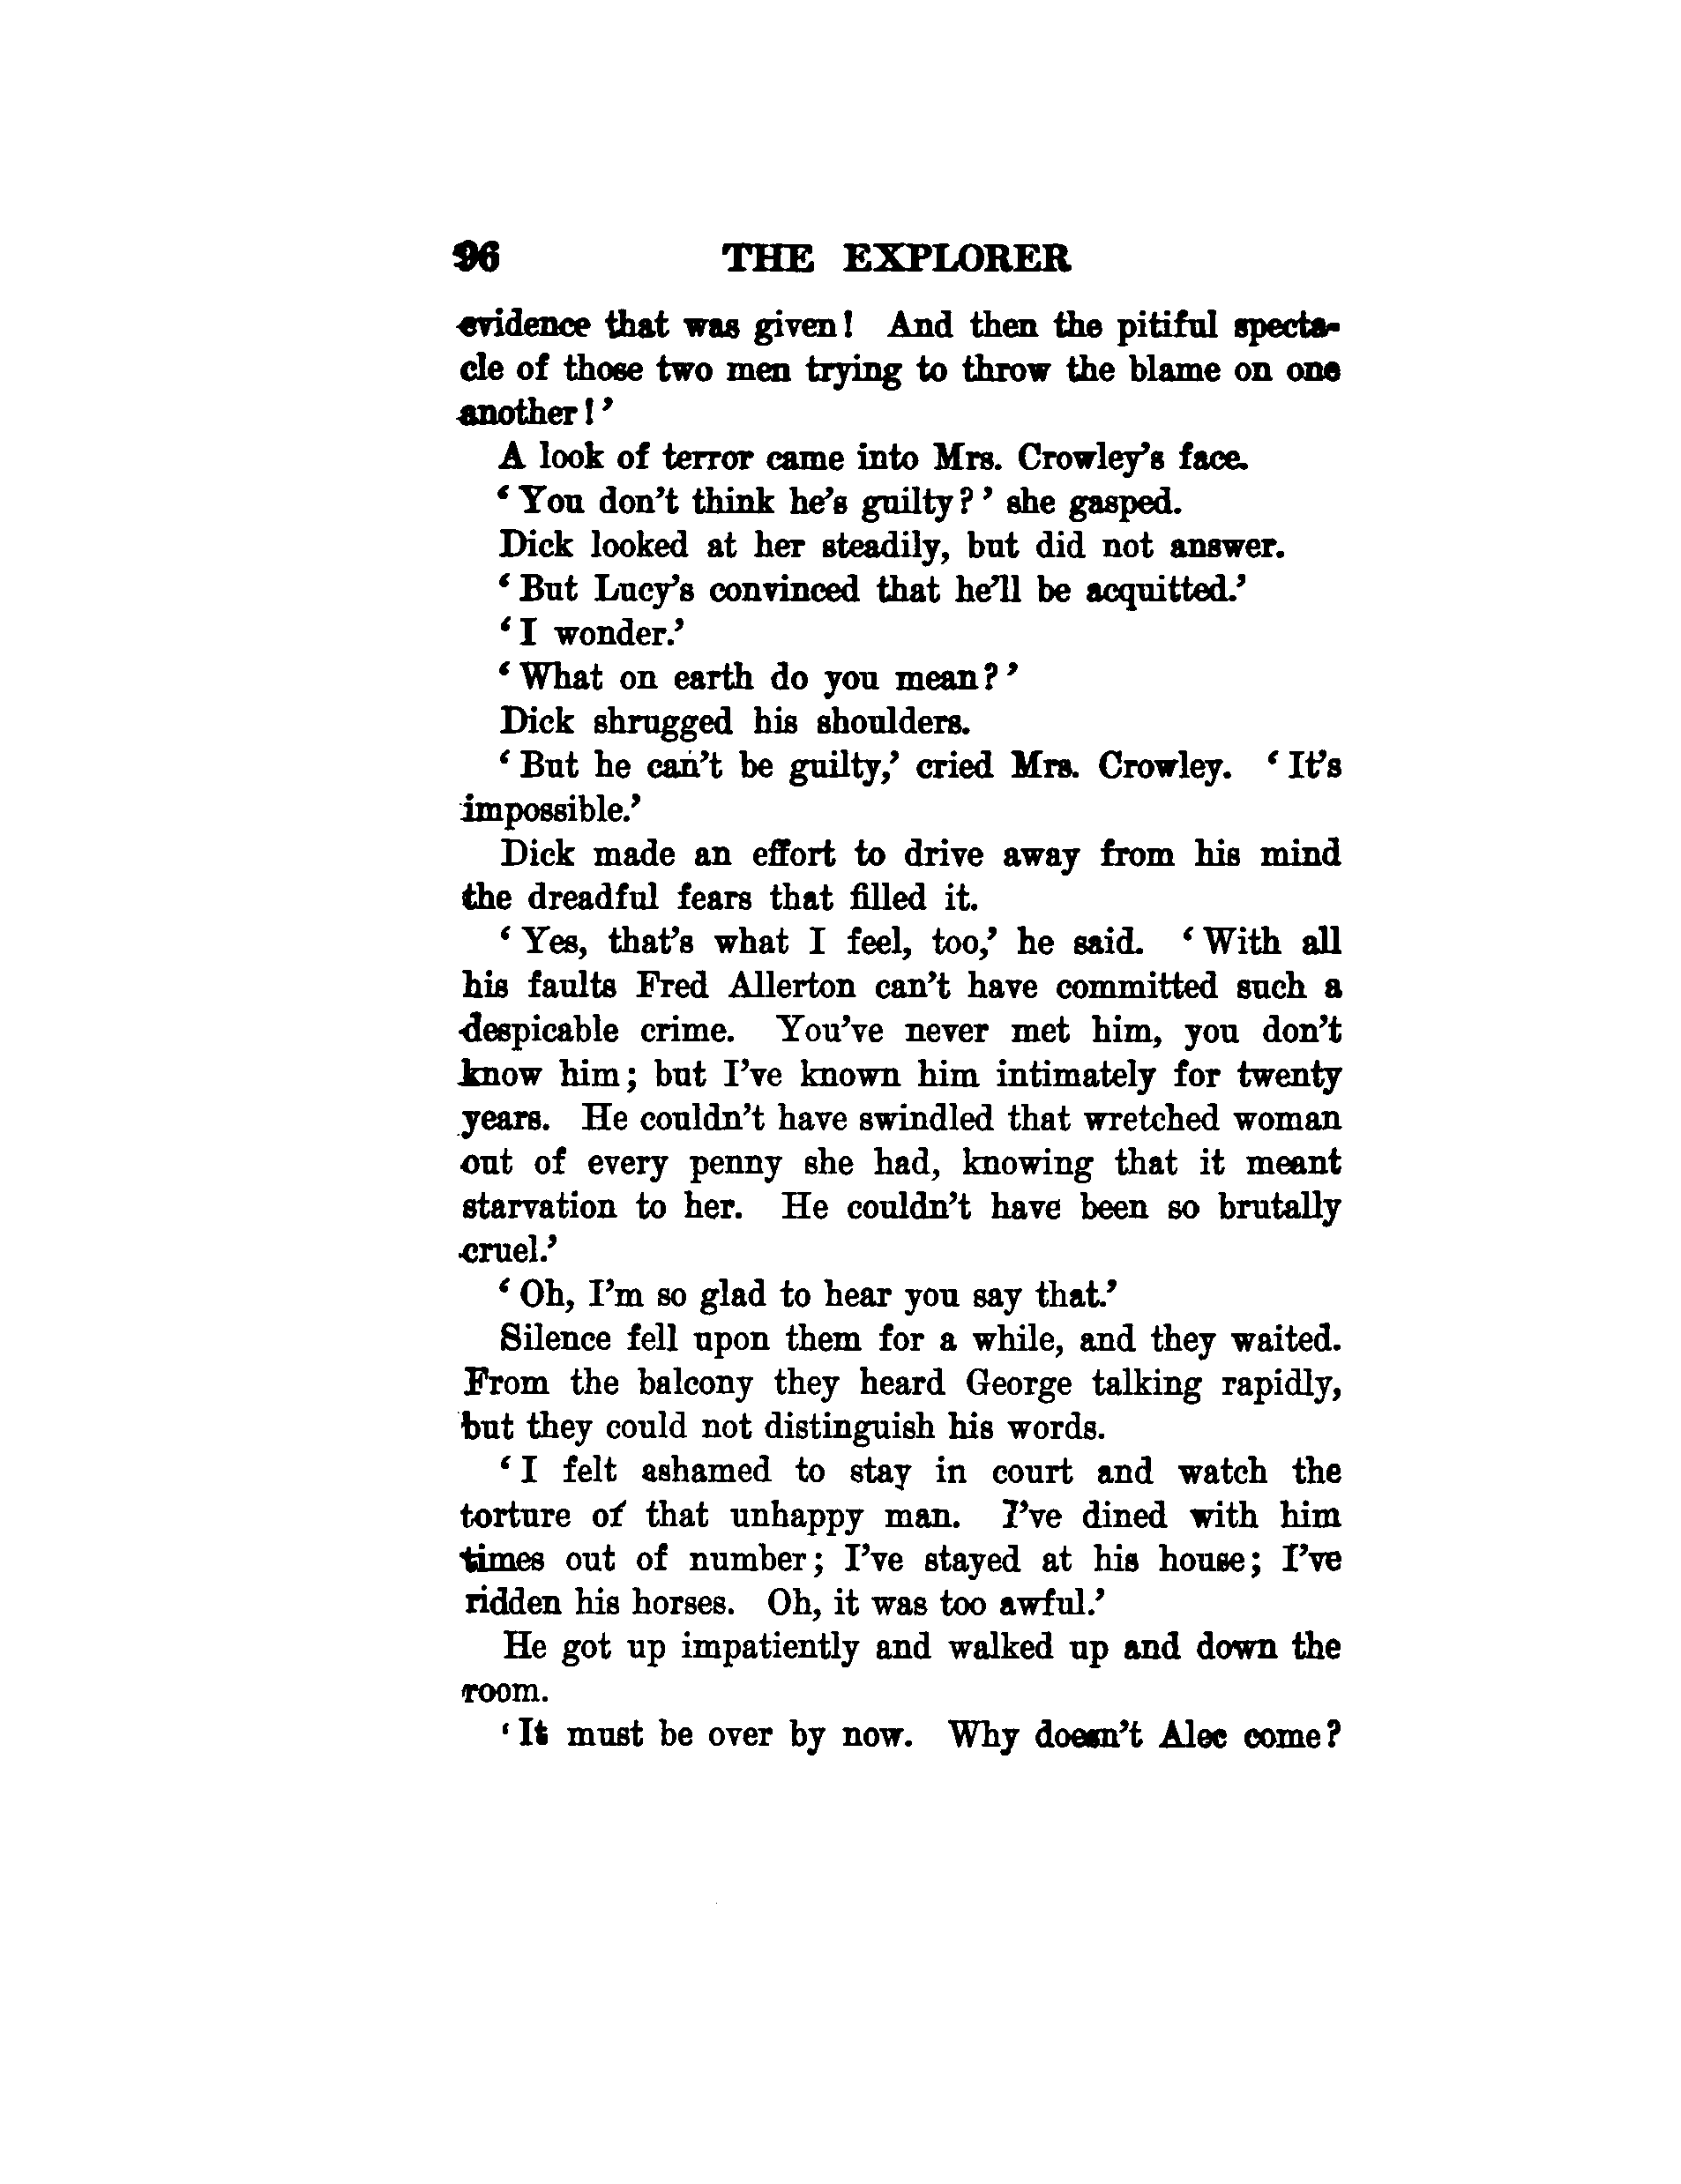 96 THE EXPLORER
evidence that was given! And then the pitiful specta-
cle of those two men trying to throw the blame on one
another!’
A look of terror came into Mrs. Crowley’s face.
‘You don’t think he’s guilty?’ she gasped.
Dick looked at her steadily, but did not answer.
‘But Lucy’s convinced that he’ll be acquitted.’
‘I wonder.’
‘What on earth do you mean?’
Dick shrugged his shoulders.
‘But he can’t be guilty,’ cried Mrs. Crowley. ‘It’s
impossible.’
Dick made an effort to drive away from his mind
the dreadful fears that filled it.
‘Yes, that’s what I feel, too,’ he said. ‘With all
his faults Fred Allerton can’t have committed such a
despicable crime. You’ve never met him, you don’t
know him; but I’ve known him intimately for twenty
years. He couldn’t have swindled that wretched woman
out of every penny she had, knowing that it meant
starvation to her. He couldn’t have been so brutally
cruel.’
‘Oh, I’m so glad to hear you say that.’
Silence fell upon them for a while, and they waited.
From the balcony they heard George talking rapidly,
but they could not distinguish his words.
‘I felt ashamed to stay in court and watch the
torture of that unhappy man. I’ve dined with him
times out of number; I’ve stayed at his house; I’ve
ridden his horses. Oh, it was too awful.’
He got up impatiently and walked up and down the
room.
‘It must be over by now. Why doesn’t Alec come?